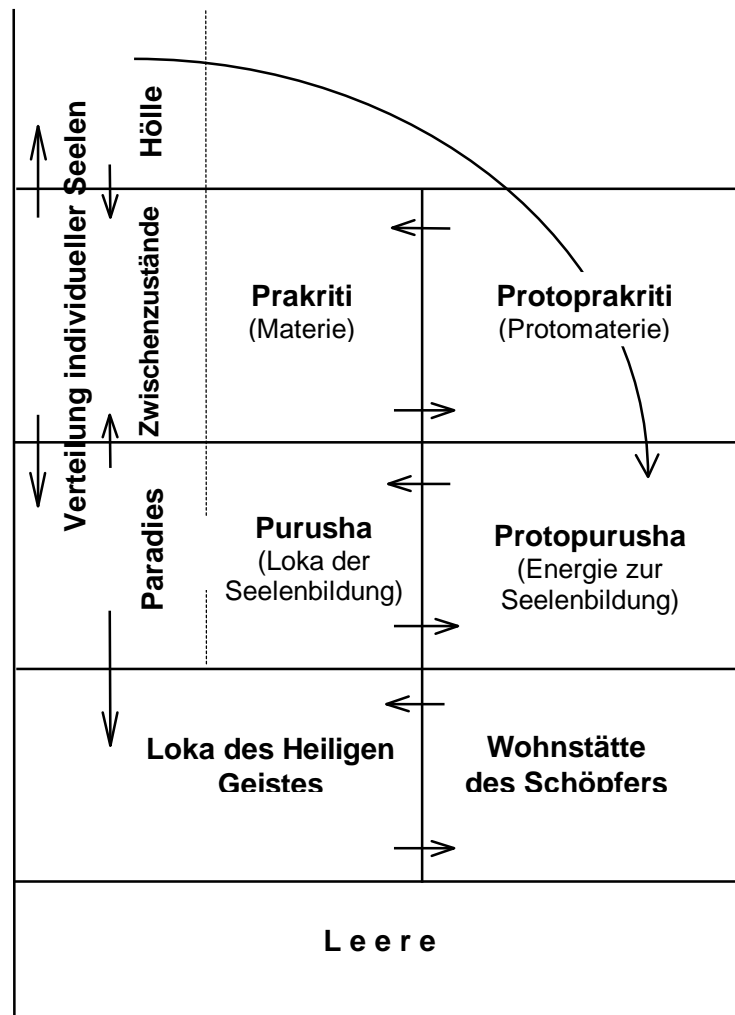 Verteilung individueller Seelen
Hölle
Zwischenzustände
Paradies
Prakriti
(Materie)
Protoprakriti
(Protomaterie)
Purusha
(Loka der
Seelenbildung)
Protopurusha
(Energie zur
Seelenbildung)
Loka des Heiligen
Geistes
Wohnstätte
des Schöpfers
L e e r e